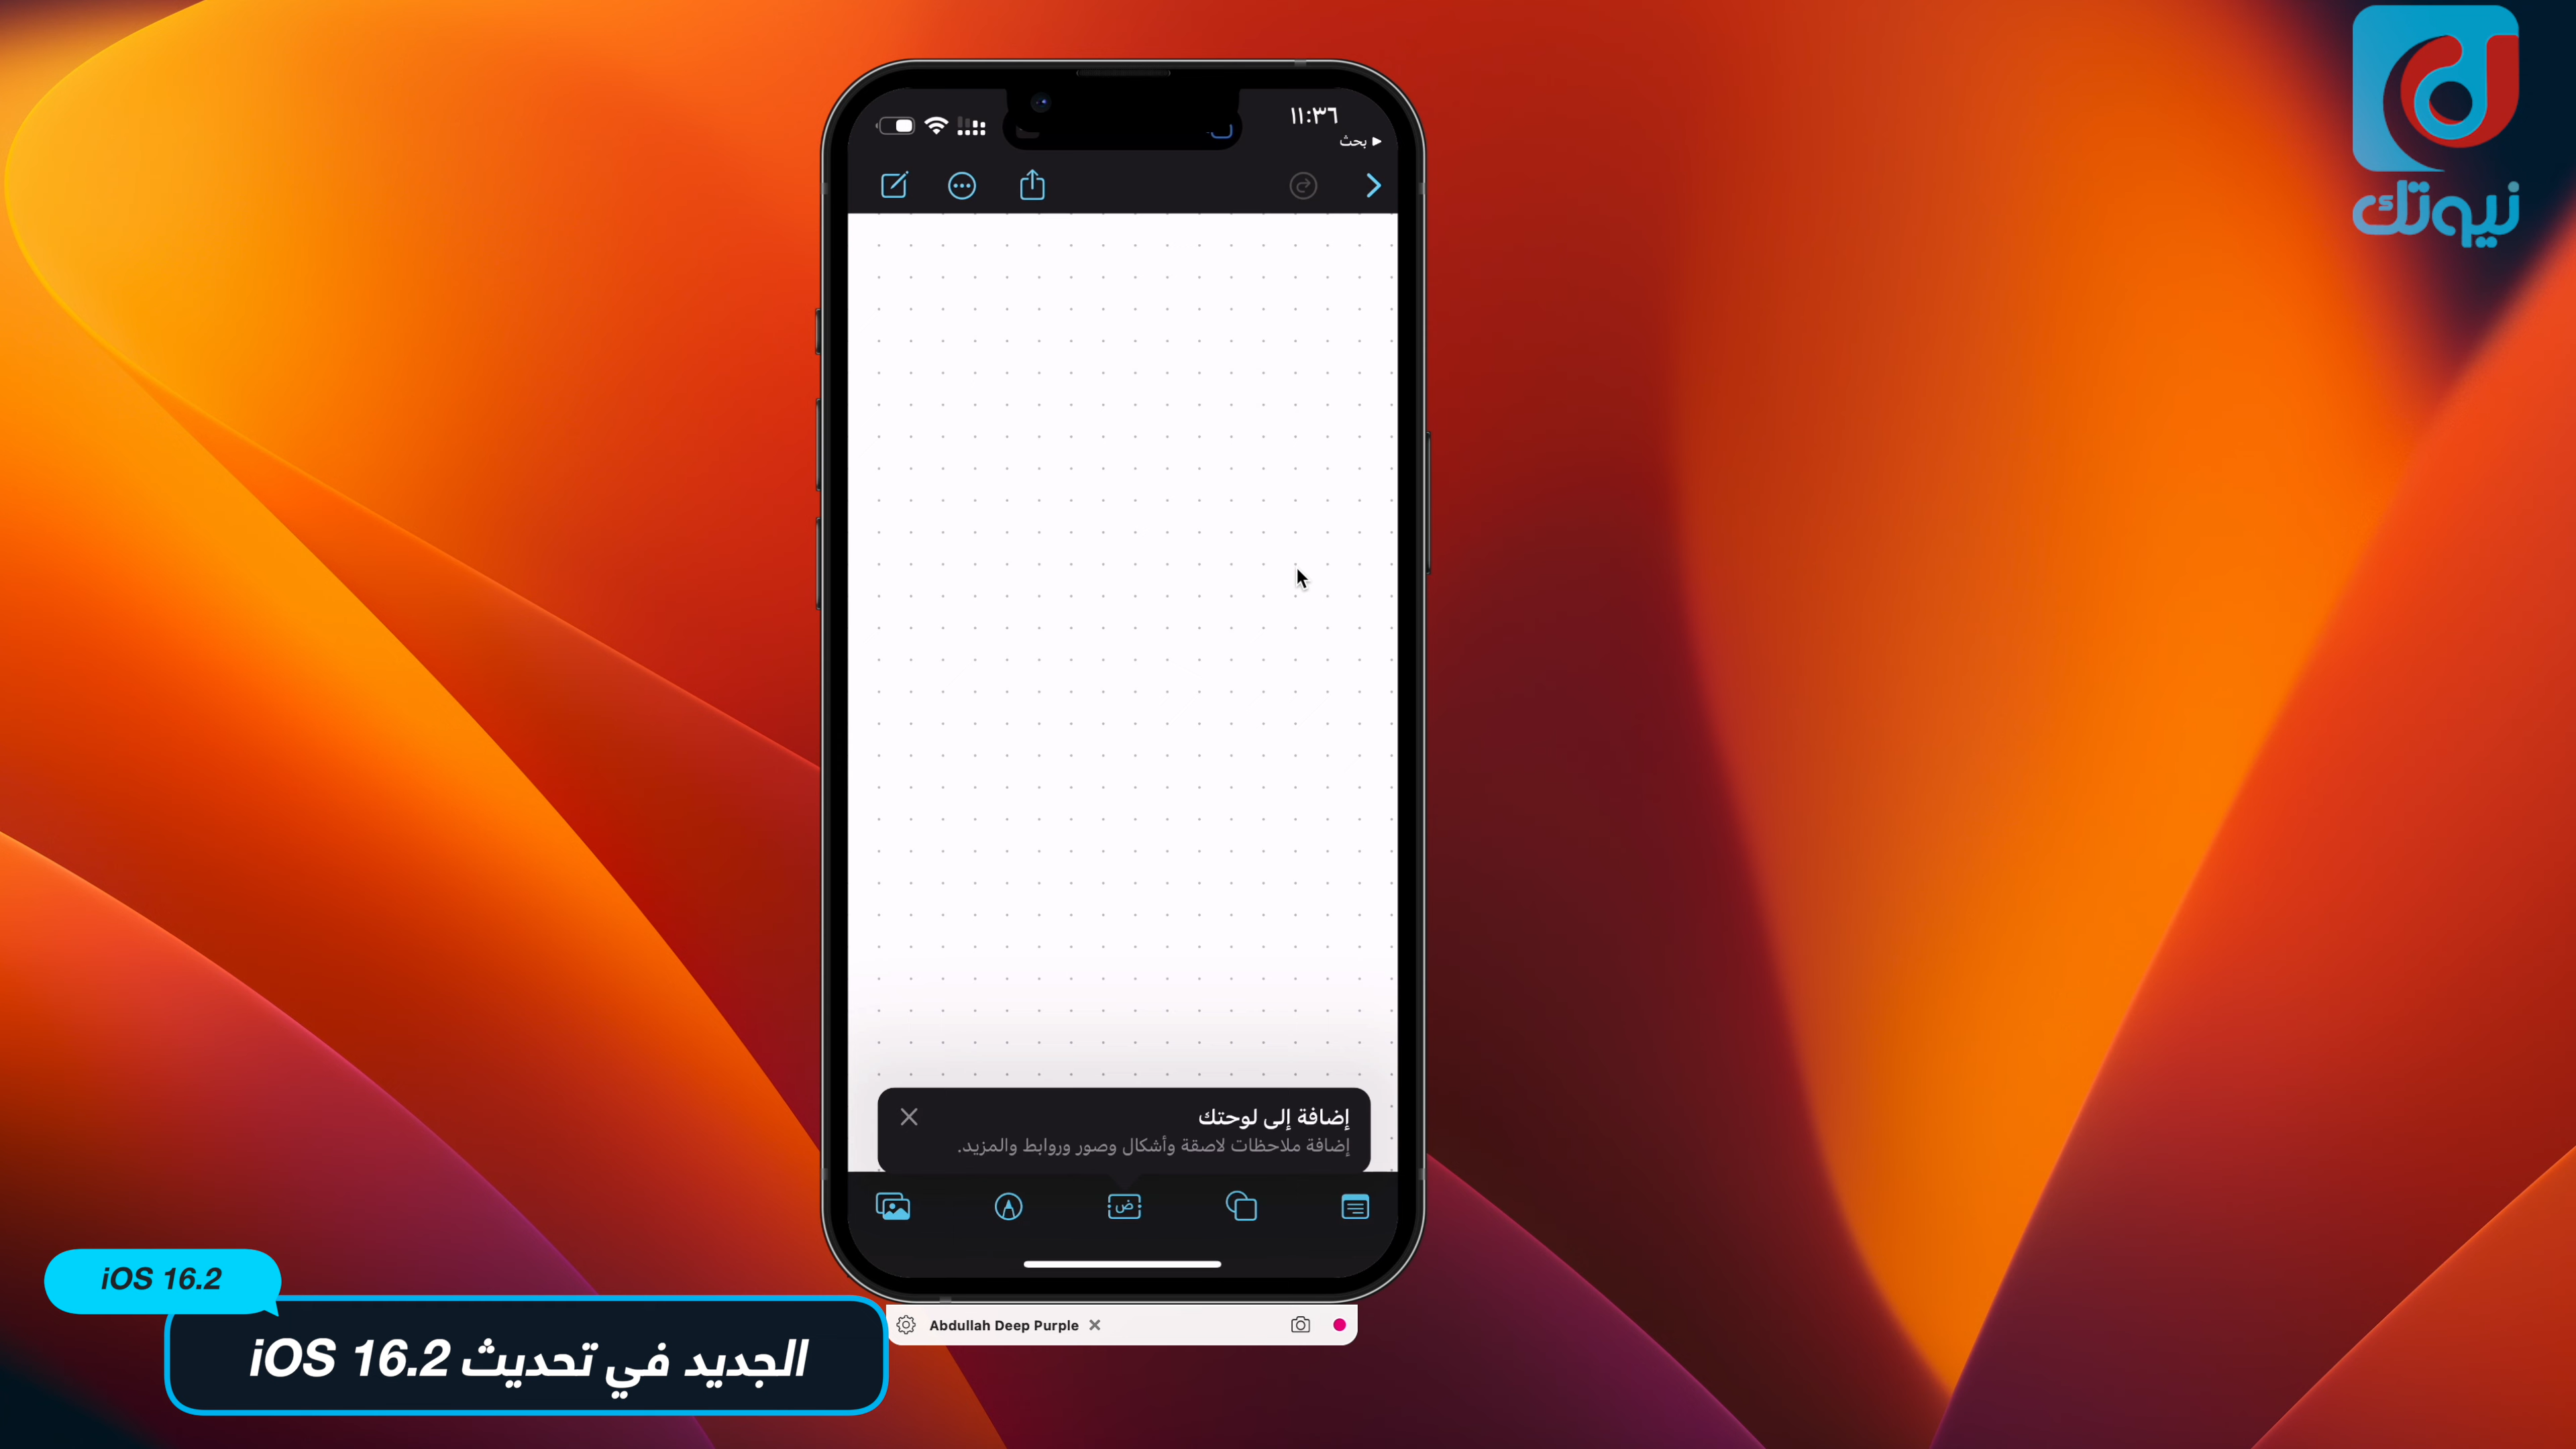 نيوتك
١١:٣٦
بحث
إضافة إلى لوحتك
إضافة ملاحظات لاصقة وأشكال وصور وروابط والمزيد.
ض
Abdullah Deep Purple
iOS 16.2
الجديد في تحديث iOS 16.2